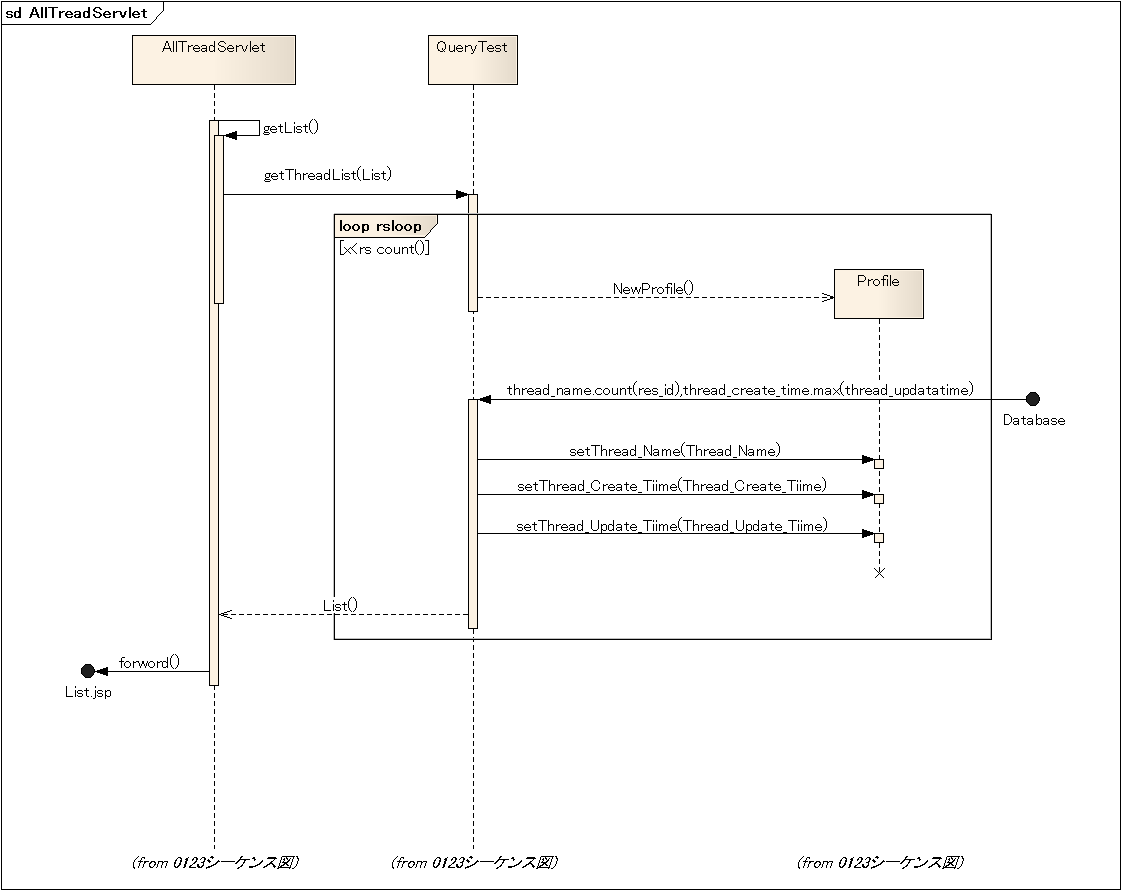 sd AllTreadServlet
AllTreadServlet
QueryTest
getList()
getThreadList(List)
loop rsloop
[x<rs count()]
Profile
NewProfile()
thread_name.count(res_id),thread_create_time.max(thread_updatatime)
Database
setThread_Name(Thread_Name)
setThread_Create_Tiime(Thread_Create_Tiime)
setThread_Update_Tiime(Thread_Update_Tiime)
List()
forword()
List.jsp
(from 0123シーケンス図)
(from 0123シーケンス図)
(from 0123シーケンス図)